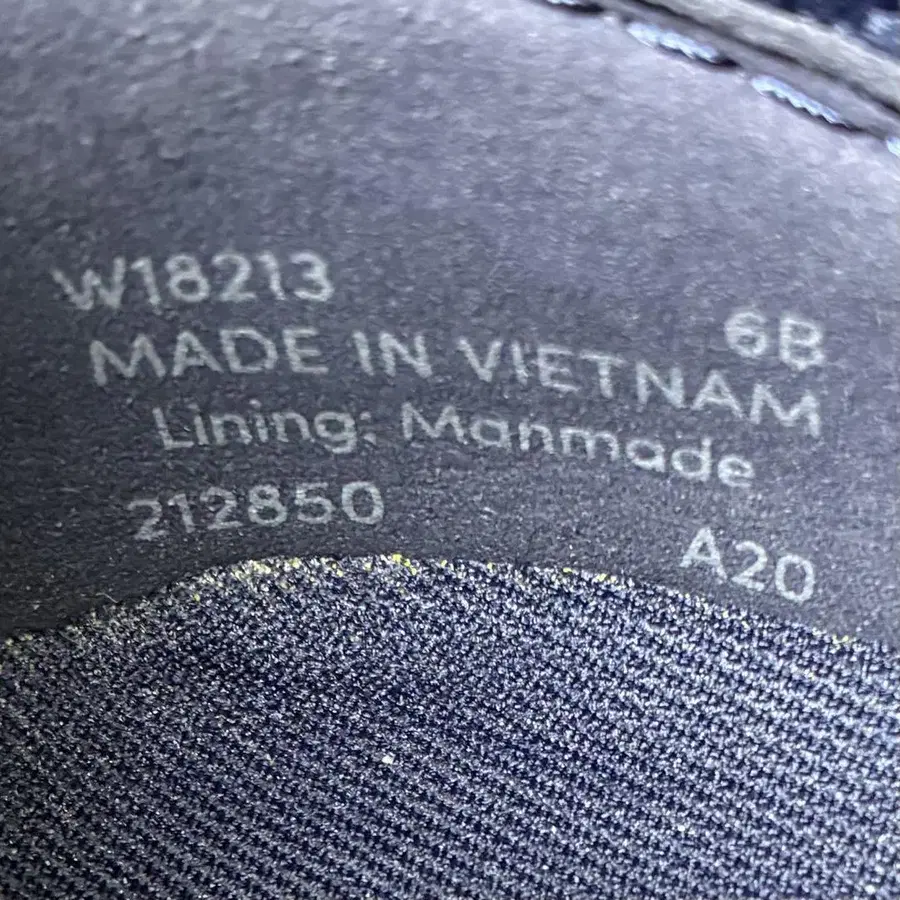 W18213 6B
MADE IN VIETNAM
Lining: Manmade
212850 A20